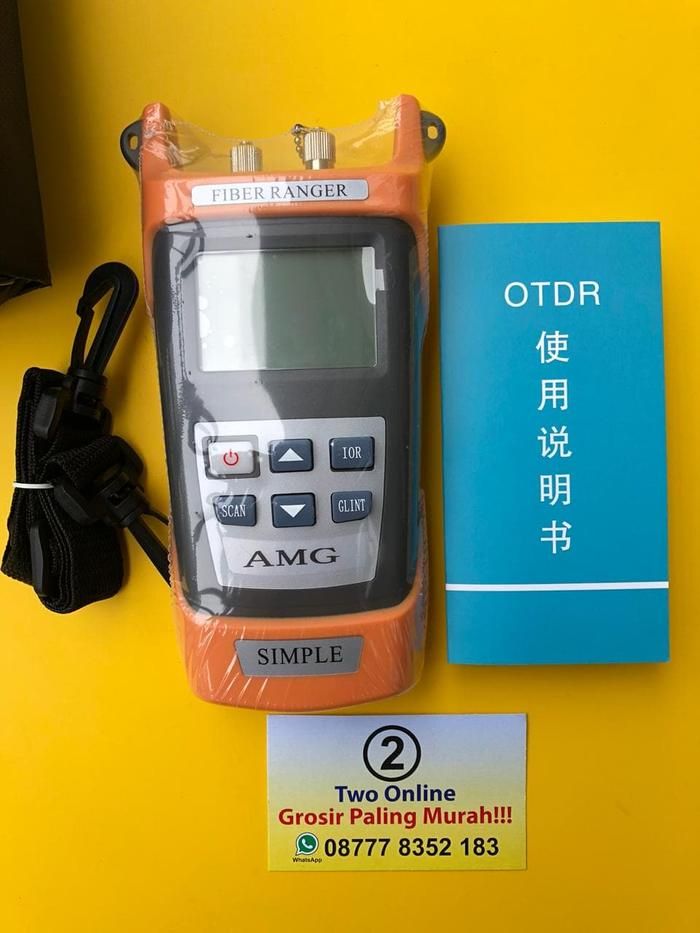 FIBER RANGER
IOR
SCAN
GLINT
AMG
SIMPLE
OTDR
使用说明书
2
Two Online
Grosir Paling Murah!!!
WhatsApp
08777 8352 183